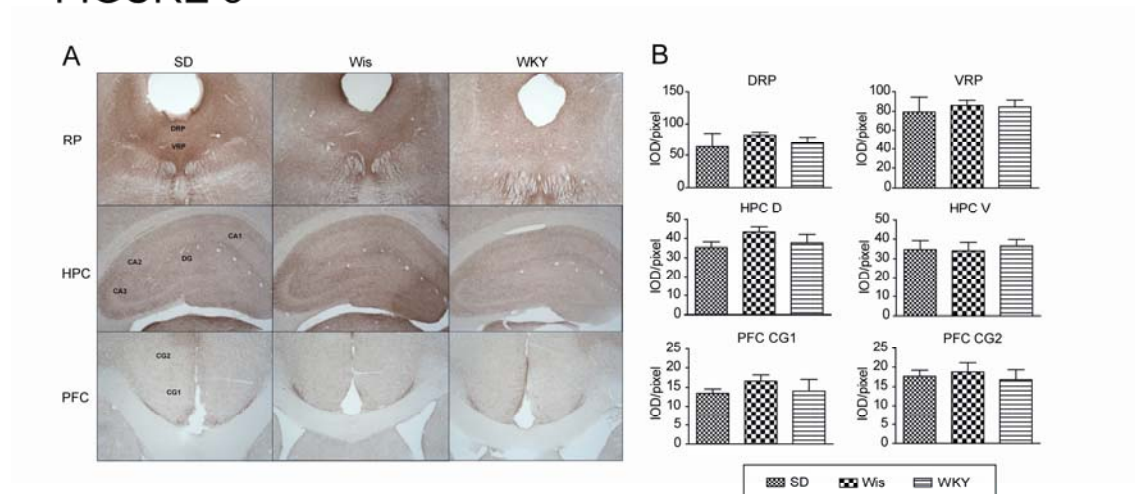 A
SD
Wis
WKY
RP
DRP
VRP
HPC
CA1
CA2
DG
CA3
PFC
CG2
CG1
B
DRP
IOD/pixel
150
100
50
0
VRP
IOD/pixel
100
80
60
40
20
0
HPC D
IOD/pixel
50
40
30
20
10
0
HPC V
IOD/pixel
50
40
30
20
10
0
PFC CG1
IOD/pixel
25
20
15
10
5
0
PFC CG2
IOD/pixel
25
20
15
10
5
0
SD Wis WKY